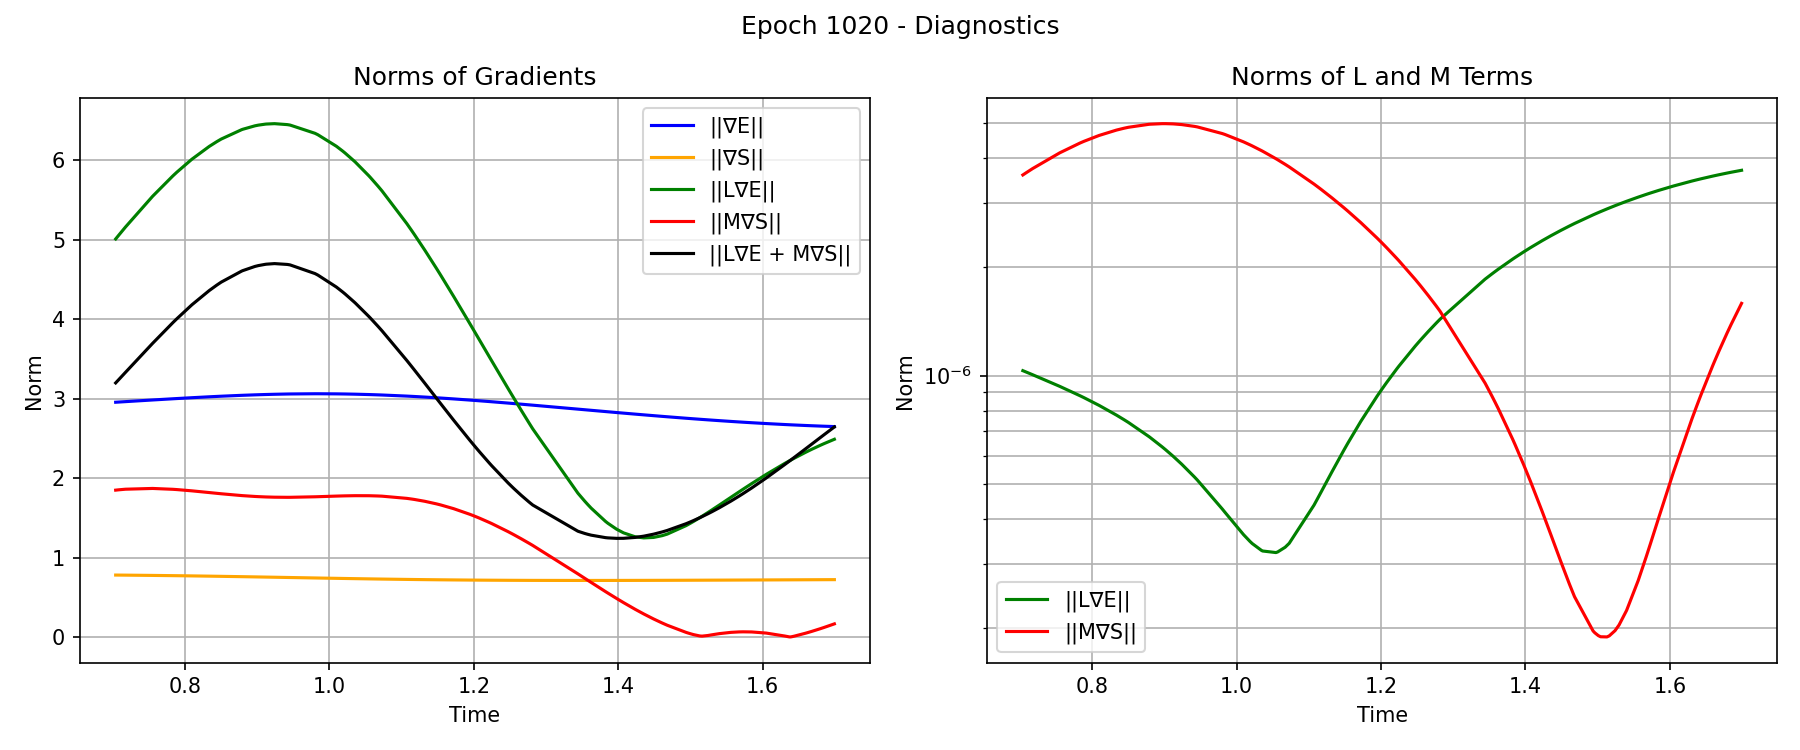 Epoch 1020 - Diagnostics
Norms of Gradients
Norm
6
5
4
3
2
1
0
||∇E||
||∇S||
||L∇E||
||M∇S||
||L∇E + M∇S||
0.8 1.0 1.2 1.4 1.6
Time
Norms of L and M Terms
Norm
10⁻⁶
||L∇E||
||M∇S||
0.8 1.0 1.2 1.4 1.6
Time